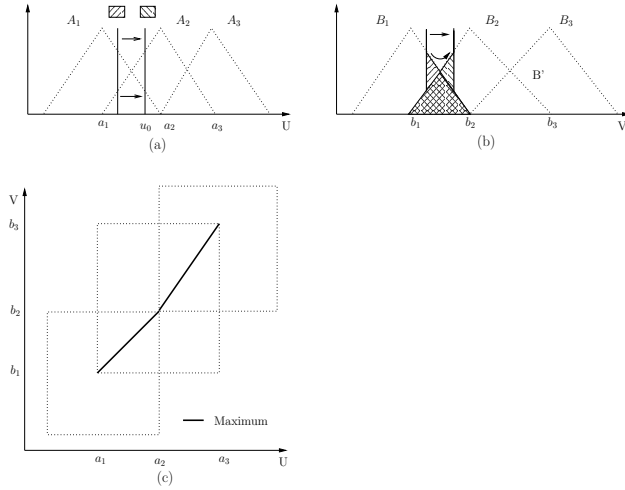 A1 A2 A3
a1 u0 a2 a3 U
(a)
B1 B2 B3
B'
b1 b2 b3 V
(b)
V
b3
b2
b1
Maximum
a1 a2 a3 U
(c)